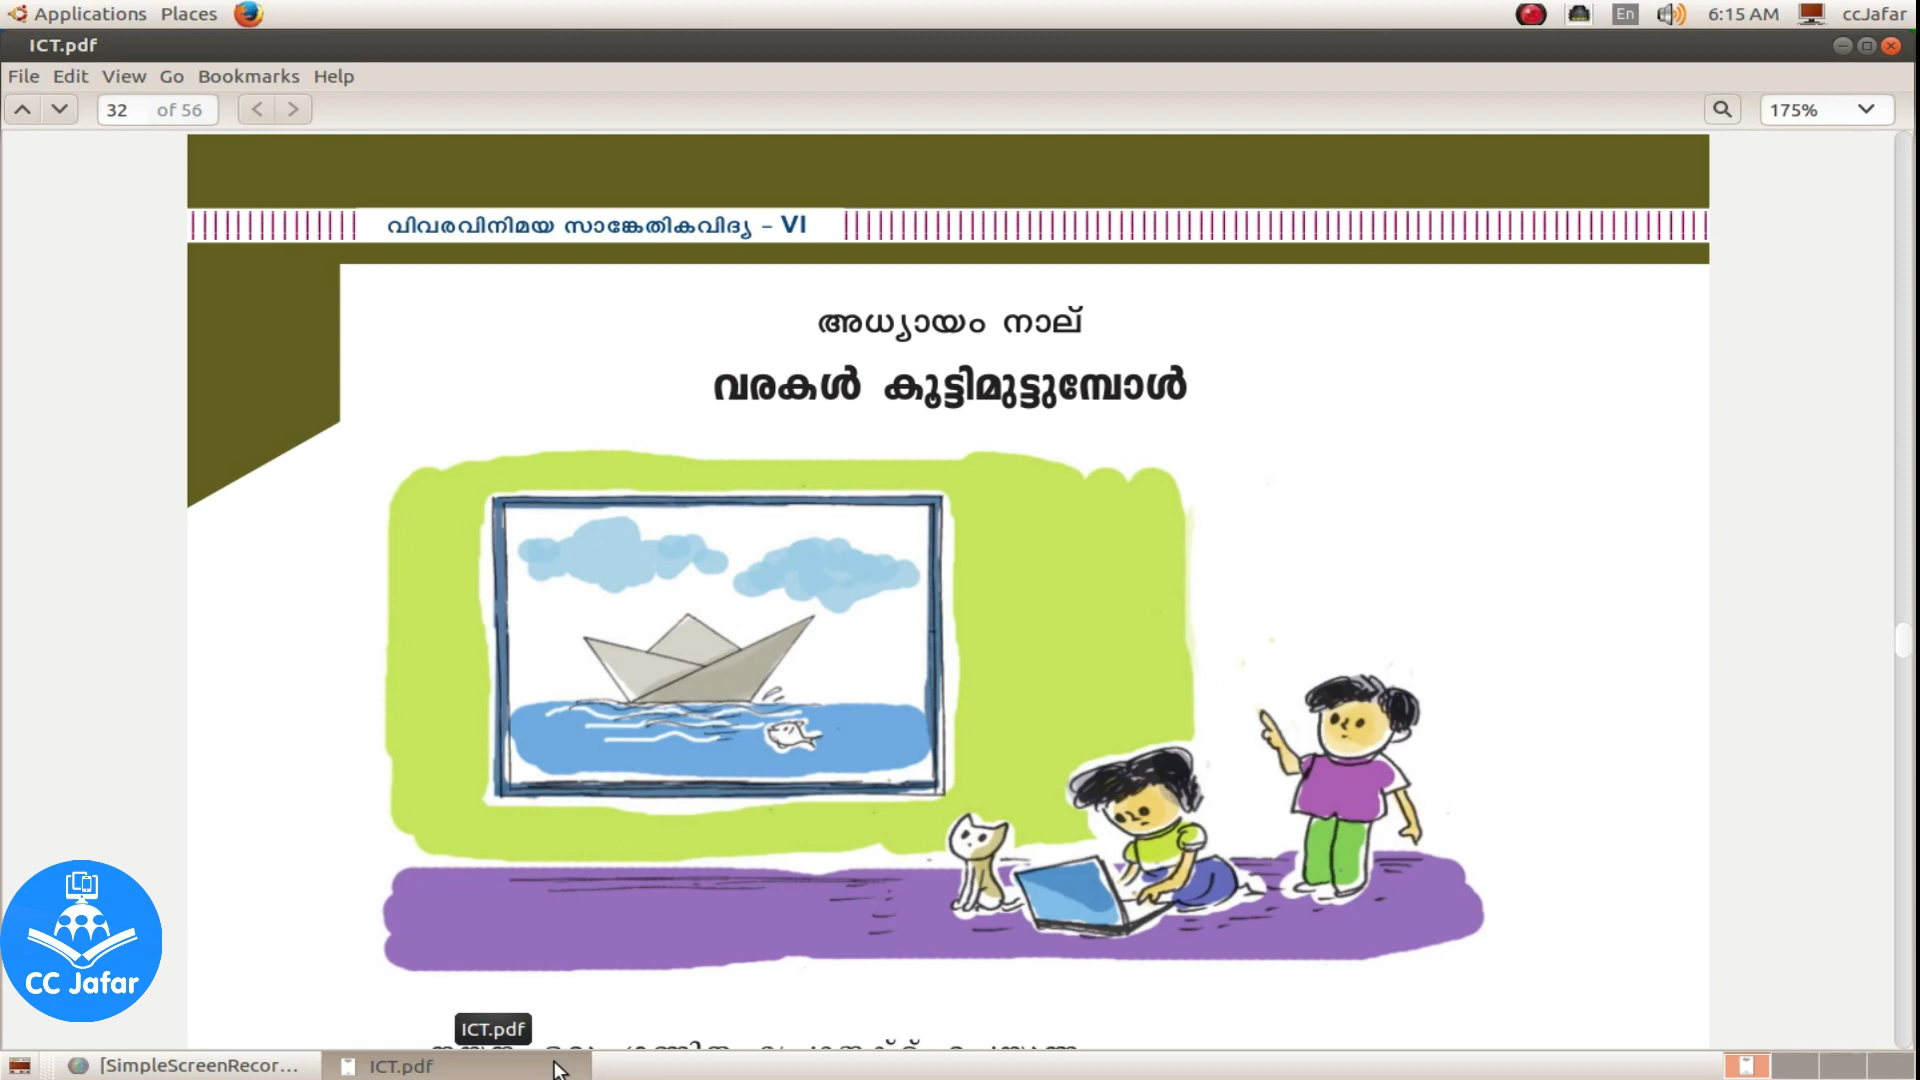 Applications Places En 6:15 AM ccJafar
ICT.pdf
File Edit View Go Bookmarks Help
32 of 56 175%
വിവരവിനിമയ സാങ്കേതികവിദ്യ – VI
അധ്യായം നാല്
വരകൾ കൂട്ടിമുട്ടുമ്പോൾ
CC Jafar
ICT.pdf
[SimpleScreenRecor... ICT.pdf